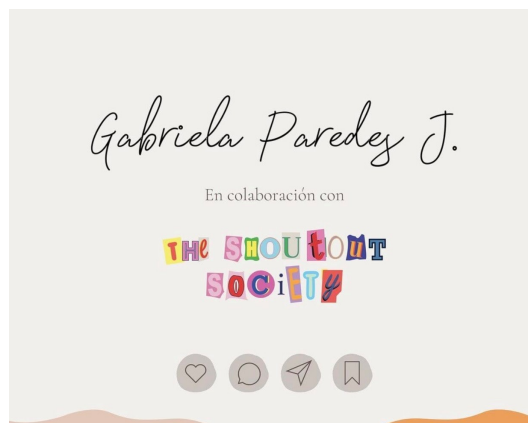 Gabriela Paredes J.
En colaboración con
THe SHOUtOUT
SOCiETY